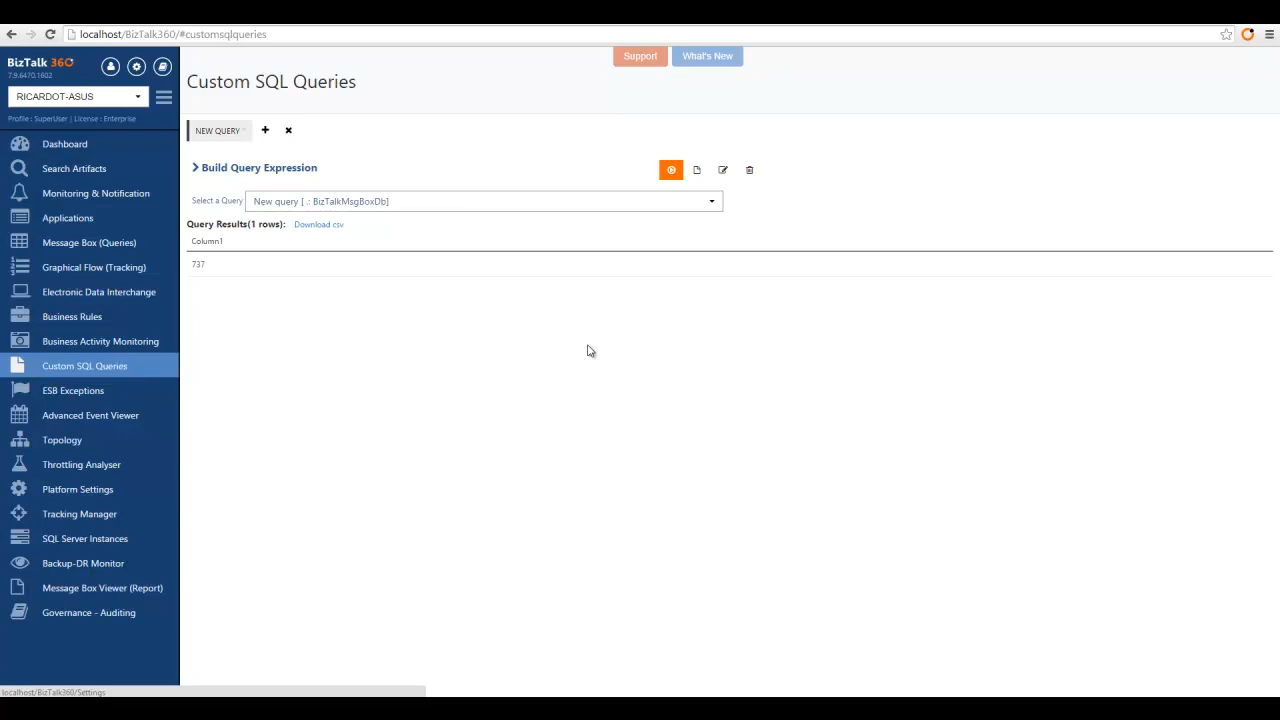 localhost/BizTalk360/#customsqlqueries
BizTalk 360
7.9.6470.1602
RICARDOT-ASUS
Profile : SuperUser | License : Enterprise
Dashboard
Search Artifacts
Monitoring & Notification
Applications
Message Box (Queries)
Graphical Flow (Tracking)
Electronic Data Interchange
Business Rules
Business Activity Monitoring
Custom SQL Queries
ESB Exceptions
Advanced Event Viewer
Topology
Throttling Analyser
Platform Settings
Tracking Manager
SQL Server Instances
Backup-DR Monitor
Message Box Viewer (Report)
Governance - Auditing
Support
What's New
Custom SQL Queries
NEW QUERY
Build Query Expression
Select a Query
New query [ .: BizTalkMsgBoxDb]
Query Results(1 rows):
Download csv
Column1
737
localhost/BizTalk360/Settings